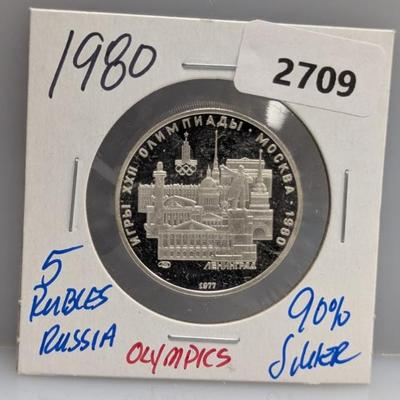 1980
2709
ИГРЫ XXII ОЛИМПИАДЫ • МОСКВА • 1980
ЛЕНИНГРАД
1977
5
RUBLES
RUSSIA
OLYMPICS
90%
Silver